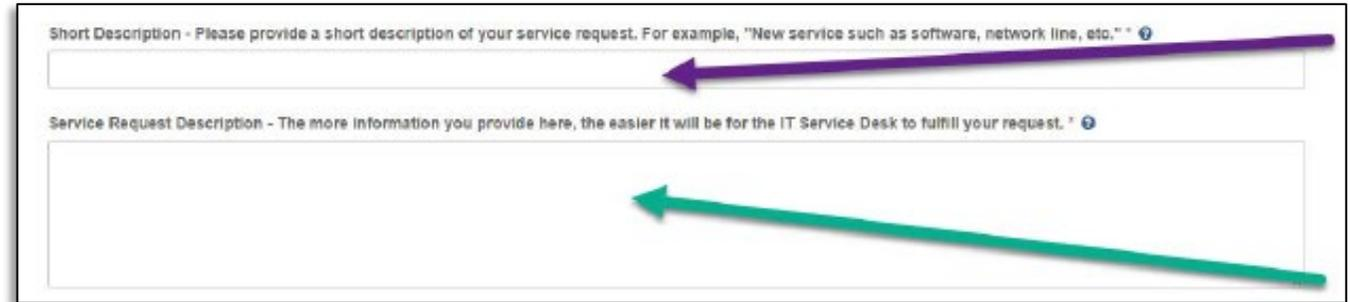 Short Description - Please provide a short description of your service request. For example, "New service such as software, network line, etc." *
Service Request Description - The more information you provide here, the easier it will be for the IT Service Desk to fulfill your request. *